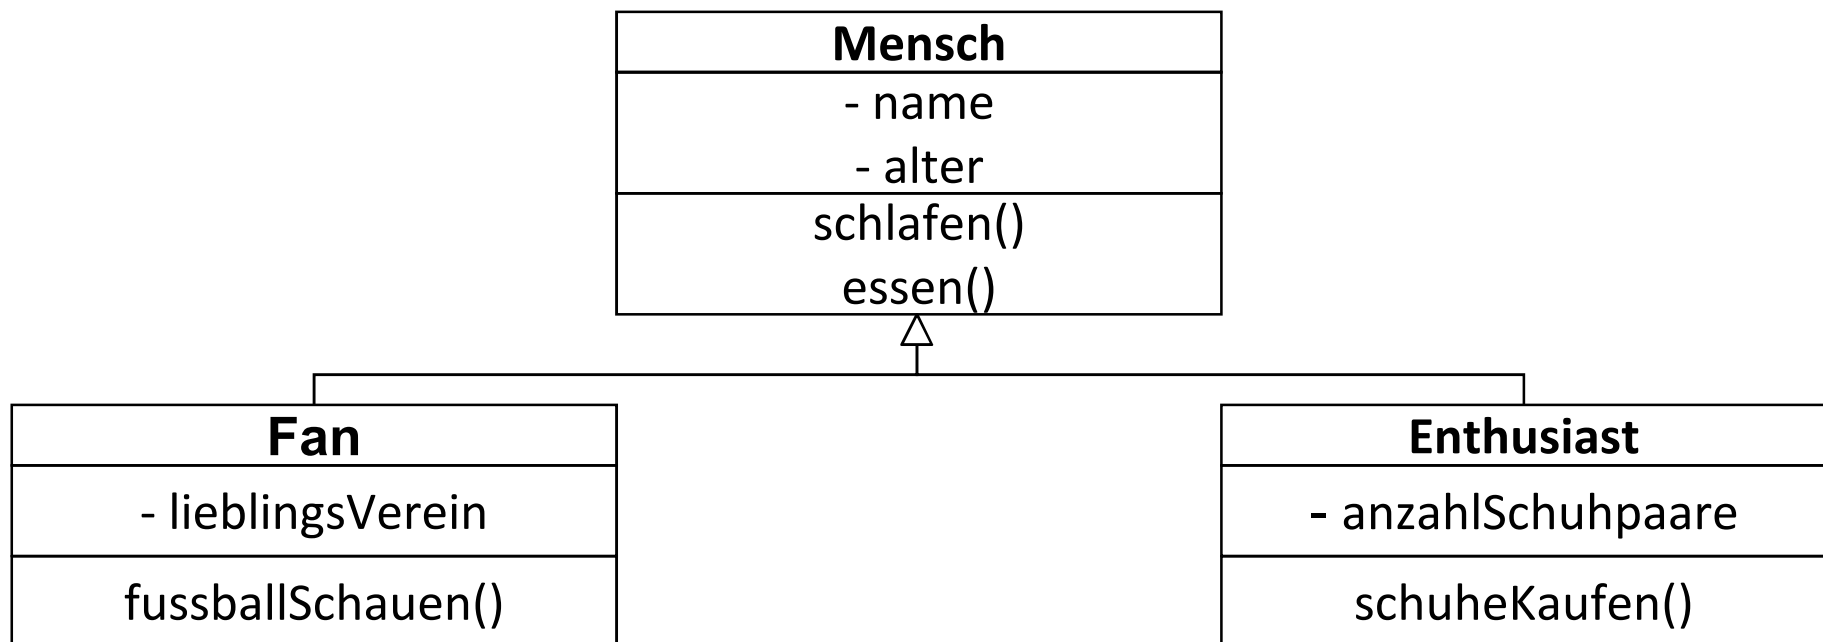 Mensch
- name
- alter
schlafen()
essen()
Fan
- lieblingsVerein
fussballSchauen()
Enthusiast
- anzahlSchuhpaare
schuheKaufen()